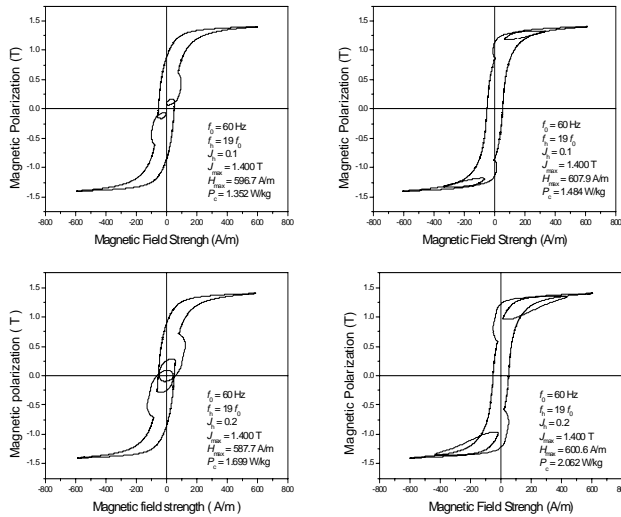 Magnetic Polarization (T)
1.5
1.0
0.5
0.0
-0.5
-1.0
-1.5
f0 = 60 Hz
fh = 19 f0
Jh = 0.1
Jmax = 1.400 T
Hmax = 596.7 A/m
Pc = 1.352 W/kg
-800 -600 -400 -200 0 200 400 600 800
Magnetic Field Strengh (A/m)
Magnetic Polarization (T)
1.5
1.0
0.5
0.0
-0.5
-1.0
-1.5
f0 = 60 Hz
fh = 19 f0
Jh = 0.1
Jmax = 1.400 T
Hmax = 607.9 A/m
Pc = 1.484 W/kg
-800 -600 -400 -200 0 200 400 600 800
Magnetic Field Strengh (A/m)
Magnetic Polarization ( T )
1.5
1.0
0.5
0.0
-0.5
-1.0
-1.5
f0 = 60 Hz
fh = 19 f0
Jh = 0.2
Jmax = 1.400 T
Hmax = 587.7 A/m
Pc = 1.699 W/kg
-800 -600 -400 -200 0 200 400 600 800
Magnetic field strength ( A/m )
Magnetic Polarization (T)
1.5
1.0
0.5
0.0
-0.5
-1.0
-1.5
f0 = 60 Hz
fh = 19 f0
Jh = 0.2
Jmax = 1.400 T
Hmax = 600.6 A/m
Pc = 2.062 W/kg
-800 -600 -400 -200 0 200 400 600 800
Magnetic Field Strengh (A/m)